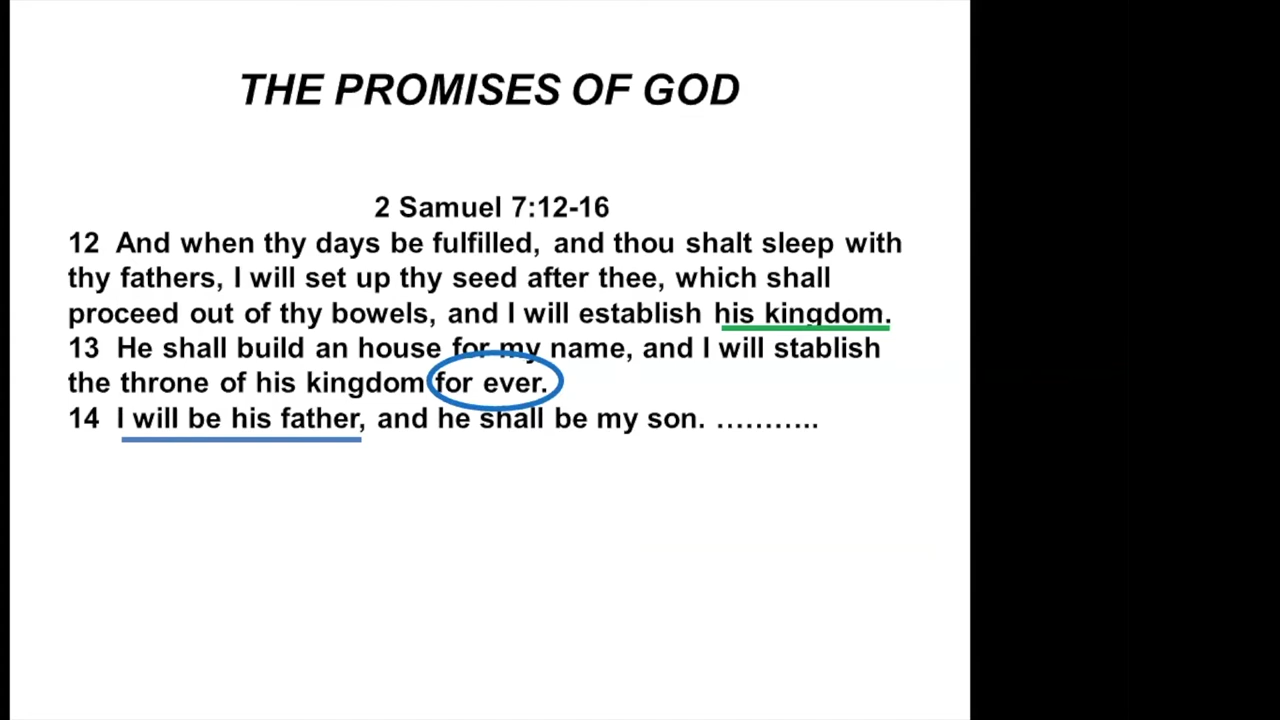 THE PROMISES OF GOD
2 Samuel 7:12-16
12 And when thy days be fulfilled, and thou shalt sleep with
thy fathers, I will set up thy seed after thee, which shall
proceed out of thy bowels, and I will establish his kingdom.
13 He shall build an house for my name, and I will stablish
the throne of his kingdom for ever.
14 I will be his father, and he shall be my son. ………..